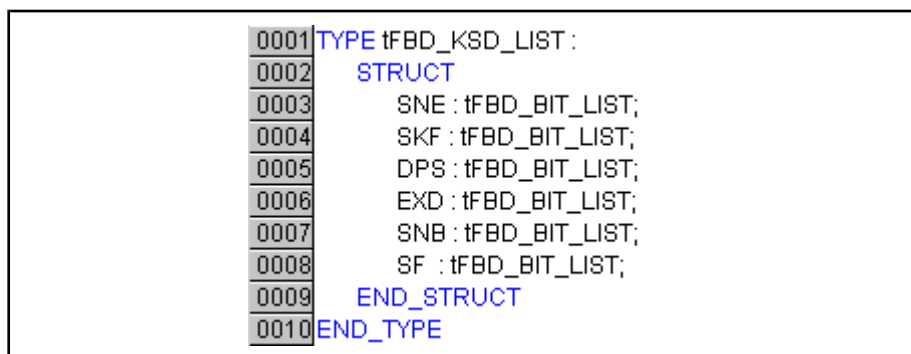 0001 TYPE tFBD_KSD_LIST :
0002 STRUCT
0003 SNE : tFBD_BIT_LIST;
0004 SKF : tFBD_BIT_LIST;
0005 DPS : tFBD_BIT_LIST;
0006 EXD : tFBD_BIT_LIST;
0007 SNB : tFBD_BIT_LIST;
0008 SF : tFBD_BIT_LIST;
0009 END_STRUCT
0010 END_TYPE